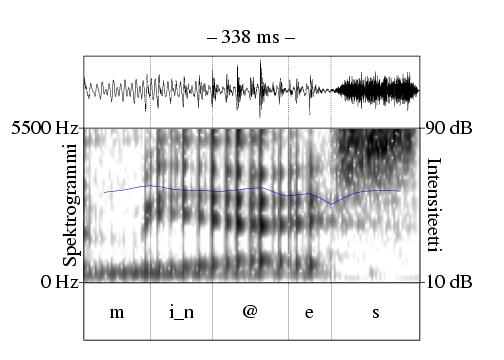 – 338 ms –
5500 Hz
90 dB
Spektrogrammi
Intensiteetti
0 Hz
10 dB
m i_n @ e s